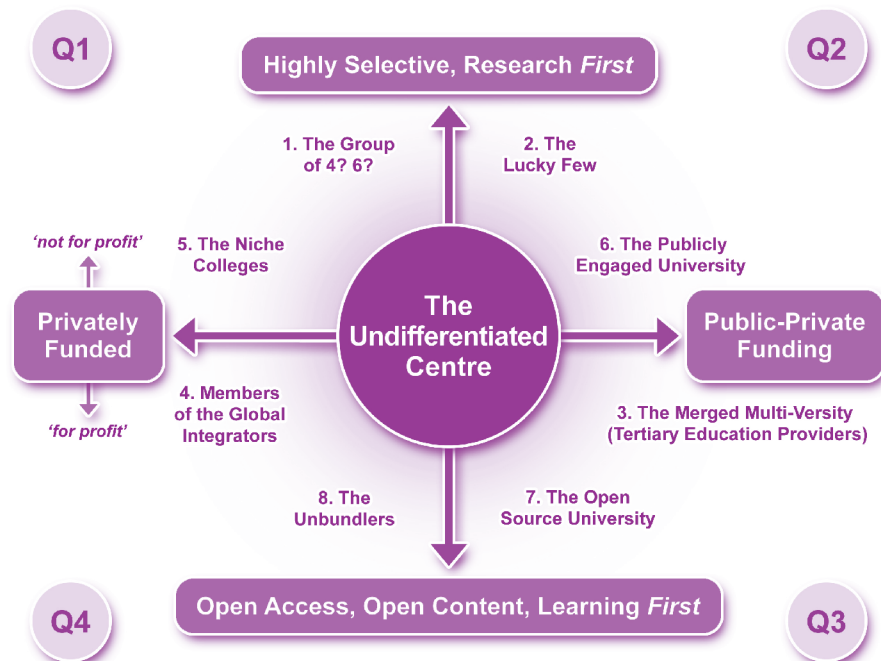 Q1
Q2
Highly Selective, Research First
1. The Group
of 4? 6?
2. The
Lucky Few
'not for profit'
5. The Niche
Colleges
6. The Publicly
Engaged University
Privately
Funded
The
Undifferentiated
Centre
Public-Private
Funding
4. Members
of the Global
Integrators
'for profit'
3. The Merged Multi-Versity
(Tertiary Education Providers)
8. The
Unbundlers
7. The Open
Source University
Open Access, Open Content, Learning First
Q4
Q3